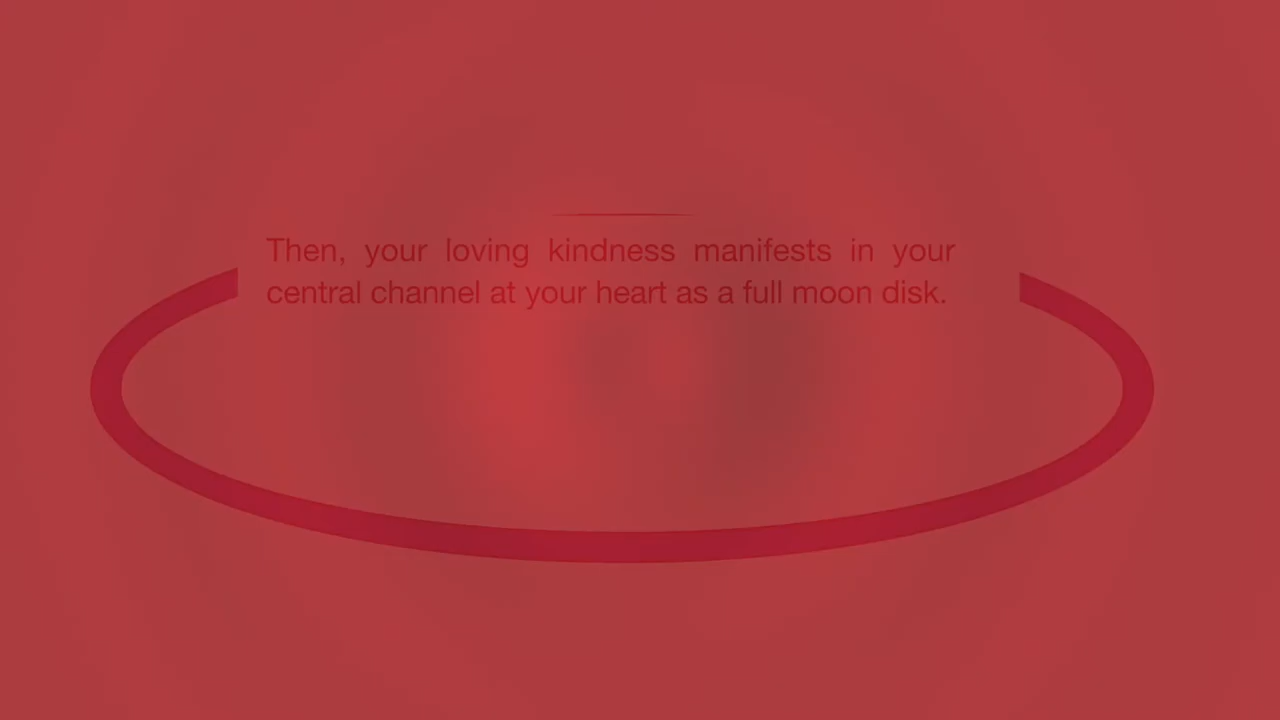 Then, your loving kindness manifests in your
central channel at your heart as a full moon disk.